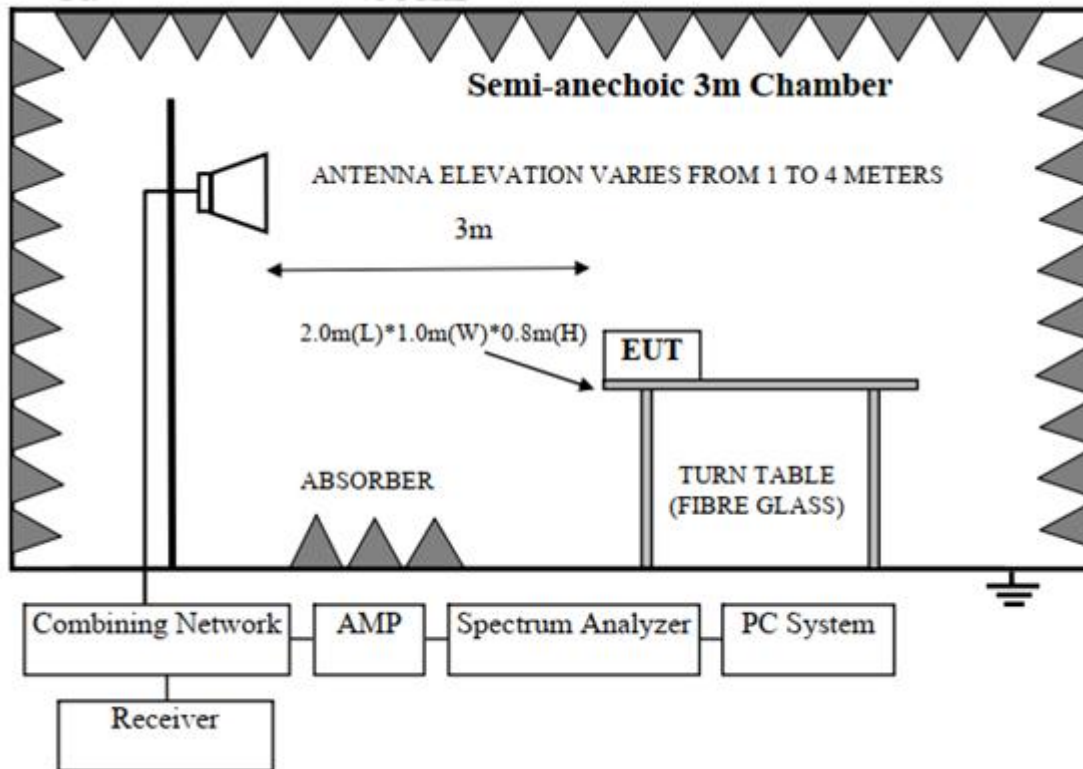 Semi-anechoic 3m Chamber
ANTENNA ELEVATION VARIES FROM 1 TO 4 METERS
3m
2.0m(L)*1.0m(W)*0.8m(H)
EUT
ABSORBER
TURN TABLE
(FIBRE GLASS)
Combining Network
AMP
Spectrum Analyzer
PC System
Receiver